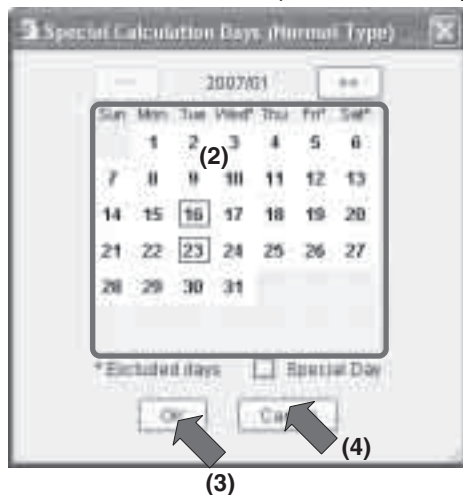 Special Calculation Days (Normal Type)
2007/01 >>
Sun Mon Tue Wed* Thu Fri* Sat*
1 2 3 4 5 6
(2)
7 8 9 10 11 12 13
14 15 16 17 18 19 20
21 22 23 24 25 26 27
28 29 30 31
* Excluded days Special Day
OK
(4)
(3)